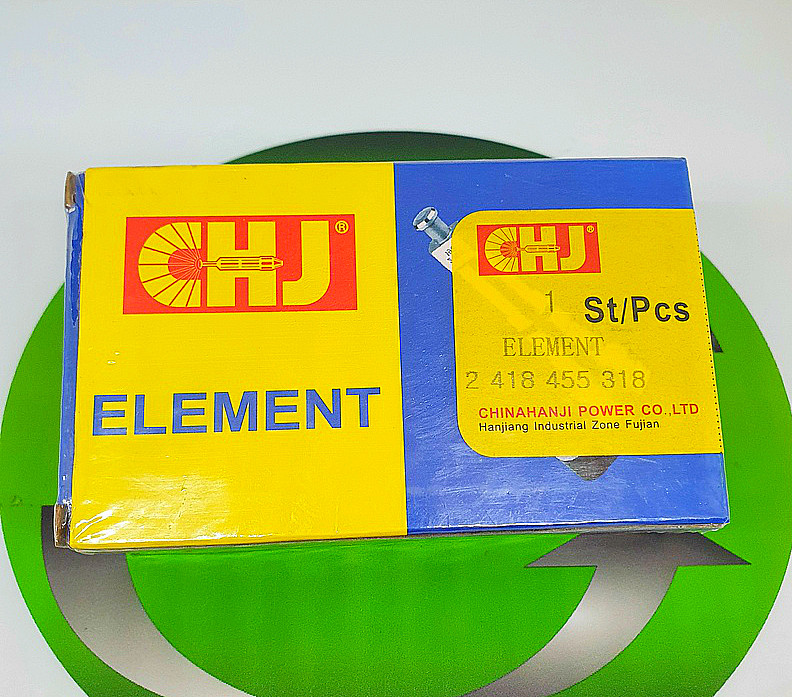 CHJ®
ELEMENT
CHJ®
1 St/Pcs
ELEMENT
2 418 455 318
CHINAHANJI POWER CO.,LTD
Hanjiang Industrial Zone Fujian